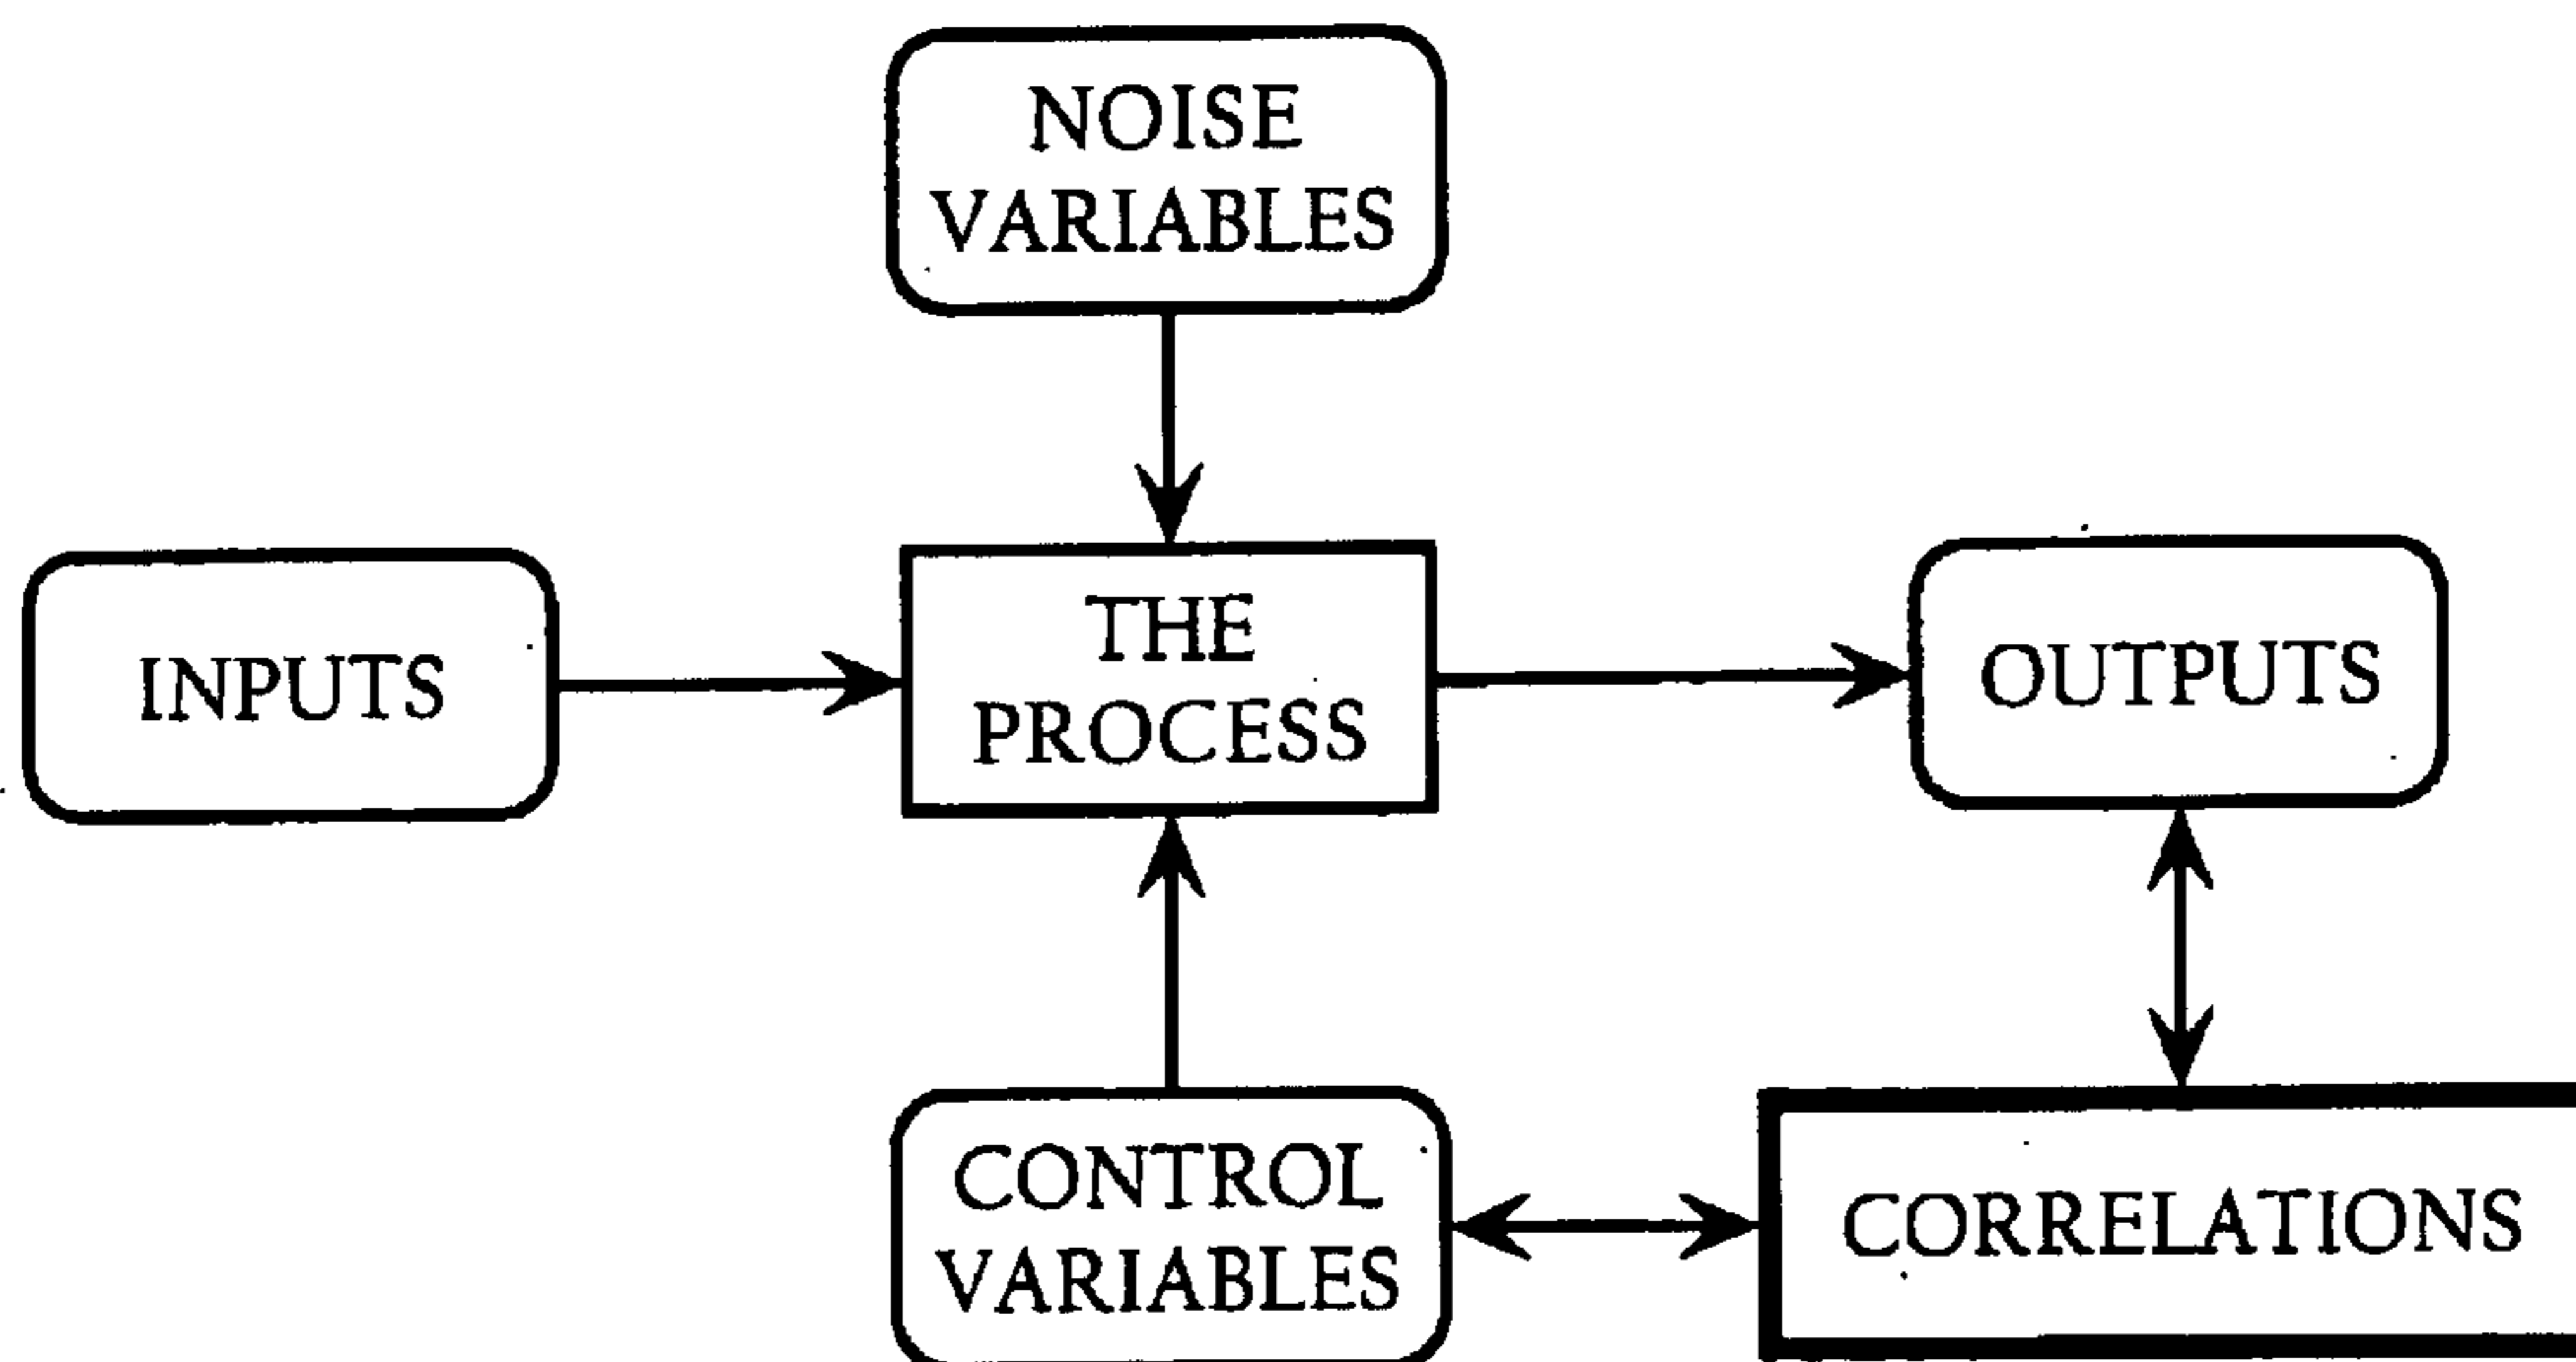 NOISE
VARIABLES
INPUTS
THE
PROCESS
OUTPUTS
CONTROL
VARIABLES
CORRELATIONS